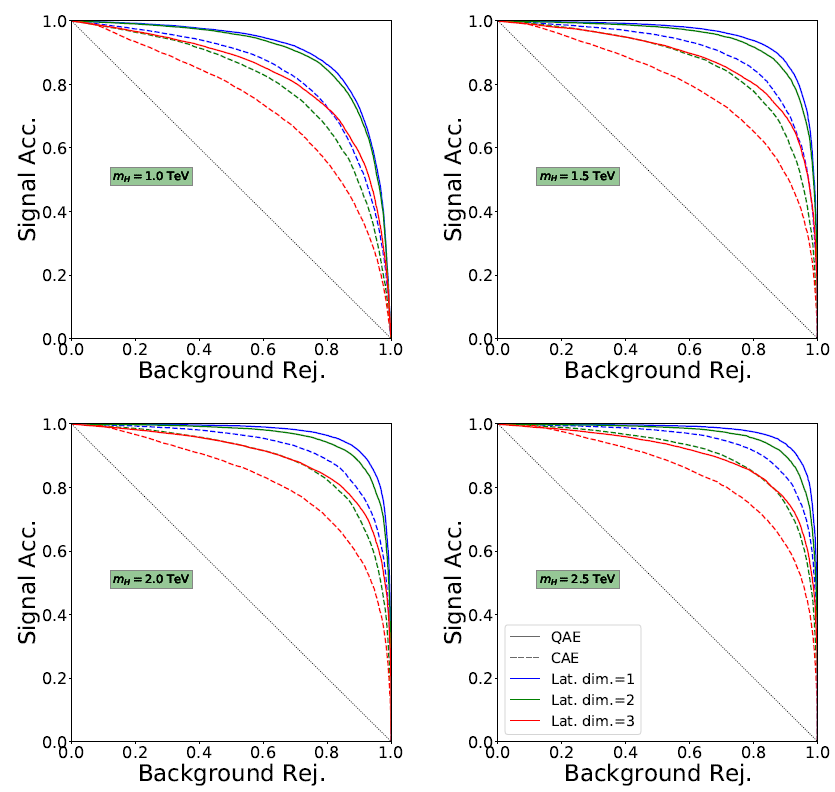 1.0
0.8
0.6
0.4
0.2
0.0
Signal Acc.
m_H = 1.0 TeV
0.0 0.2 0.4 0.6 0.8 1.0
Background Rej.
1.0
0.8
0.6
0.4
0.2
0.0
Signal Acc.
m_H = 1.5 TeV
0.0 0.2 0.4 0.6 0.8 1.0
Background Rej.
1.0
0.8
0.6
0.4
0.2
0.0
Signal Acc.
m_H = 2.0 TeV
0.0 0.2 0.4 0.6 0.8 1.0
Background Rej.
1.0
0.8
0.6
0.4
0.2
0.0
Signal Acc.
m_H = 2.5 TeV
QAE
CAE
Lat. dim.=1
Lat. dim.=2
Lat. dim.=3
0.0 0.2 0.4 0.6 0.8 1.0
Background Rej.